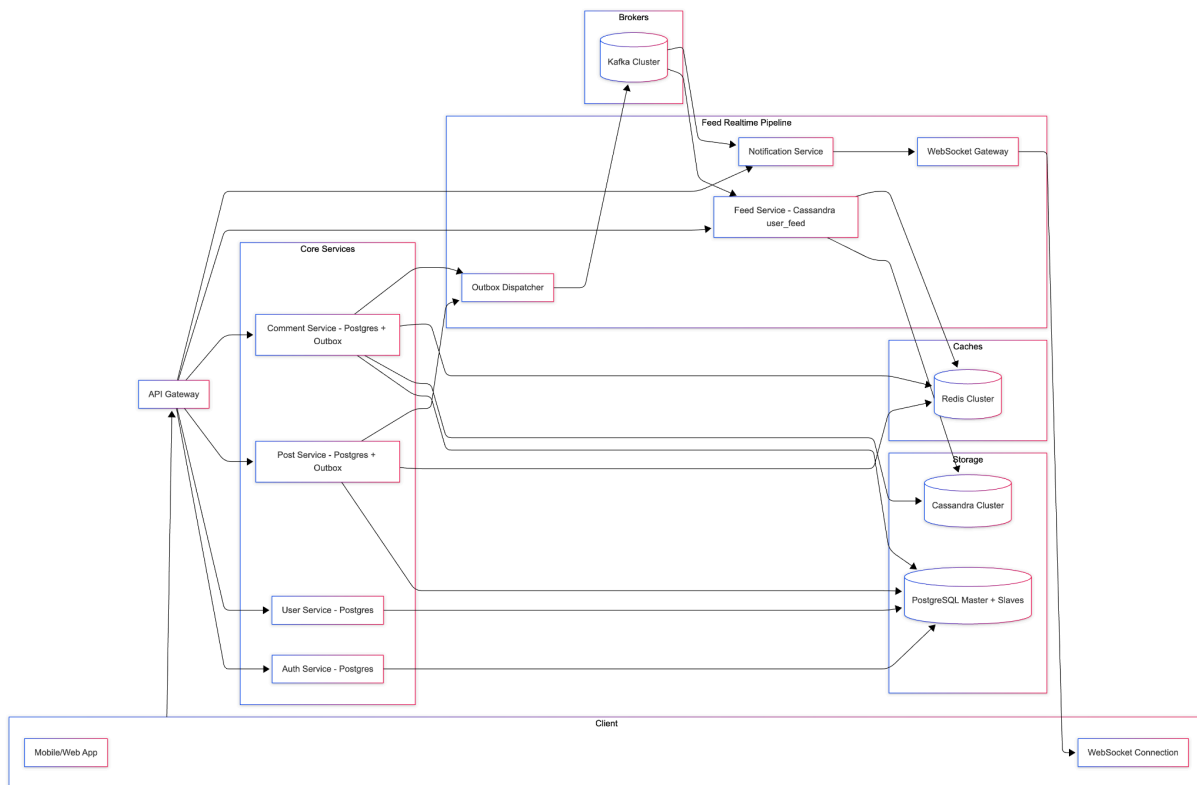 Brokers
Kafka Cluster
Feed Realtime Pipeline
Notification Service
WebSocket Gateway
Feed Service - Cassandra
user_feed
Core Services
Outbox Dispatcher
Comment Service - Postgres +
Outbox
Caches
API Gateway
Redis Cluster
Post Service - Postgres +
Outbox
Storage
Cassandra Cluster
User Service - Postgres
PostgreSQL Master + Slaves
Auth Service - Postgres
Client
Mobile/Web App
WebSocket Connection